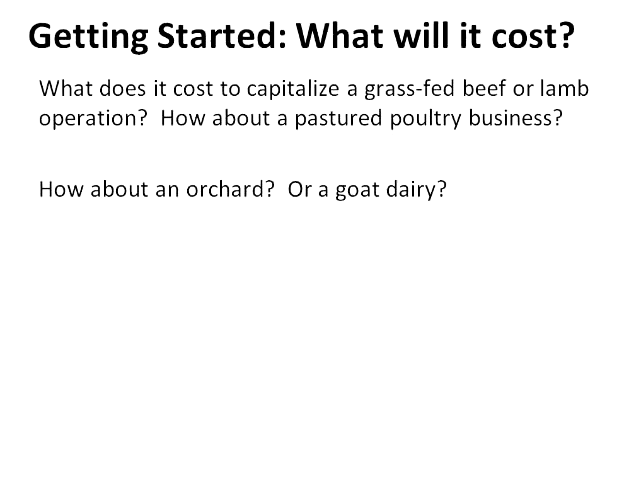 Getting Started: What will it cost?
What does it cost to capitalize a grass-fed beef or lamb
operation?  How about a pastured poultry business?
How about an orchard?  Or a goat dairy?